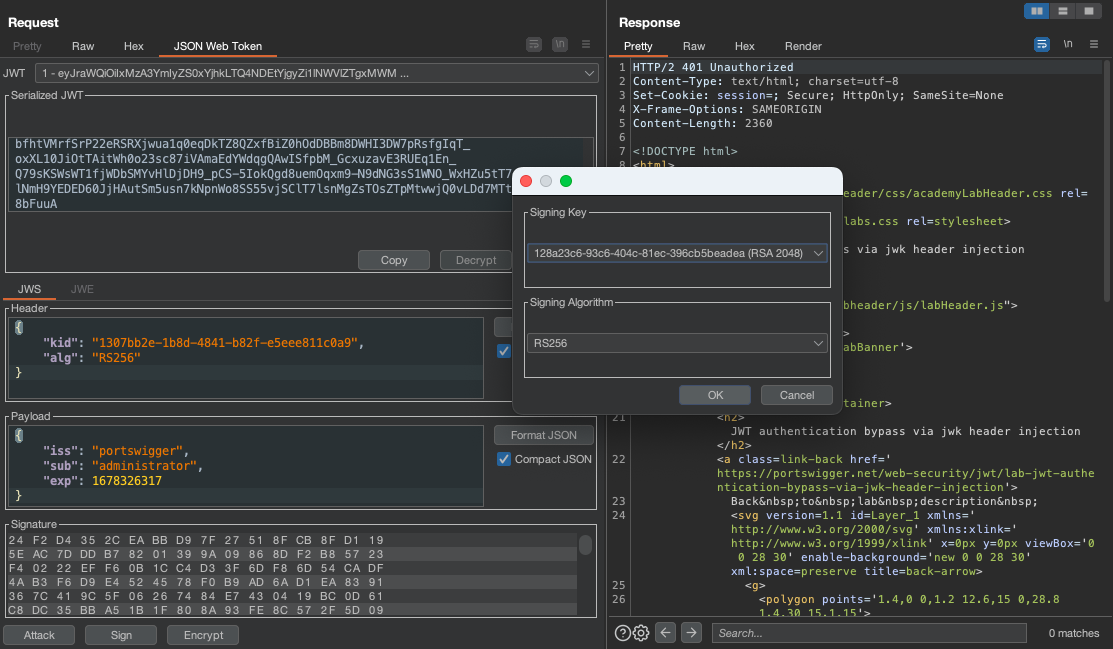 Request
Pretty Raw Hex JSON Web Token
\n
JWT 1 - eyJraWQiOiIxMzA3YmIyZS0xYjhkLTQ4NDEtYjgyZi1lNWVlZTgxMWM ...
Serialized JWT
bfhtVMrfSrP22eRSRXjwua1q0eqDkTZ8QZxfBiZ0hOdDBBm8DWHI3DW7pRsfgIqT_
oxXL10JiOtTAitWh0o23sc87iVAmaEdYWdqgQAwISfpbM_GcxuzavE3RUEq1En_
Q79sKSWsWT1fjWDbSMYvHlDjDH9_pCS-5IokQgd8uemOqxm9-N9dNG3sS1WNO_WxHZu5tT7
lNmH9YEDED60JjHAutSm5usn7kNpnWo8SS55vjSClT7lsnMgZsTOsZTpMtwwjQ0vLDd7MTt
8bFuuA
Copy Decrypt
JWS JWE
Header
{
"kid": "1307bb2e-1b8d-4841-b82f-e5eee811c0a9",
"alg": "RS256"
}
Payload
{
"iss": "portswigger",
"sub": "administrator",
"exp": 1678326317
}
Format JSON
Compact JSON
Signature
24 F2 D4 35 2C EA BB D9 7F 27 51 8F CB 8F D1 19
5E AC 7D DD B7 82 01 39 9A 09 86 8D F2 B8 57 23
F4 02 22 EF F6 0B 1C C4 D3 3F 6D F8 6D 54 CA DF
4A B3 F6 D9 E4 52 45 78 F0 B9 AD 6A D1 EA 83 91
36 7C 41 9C 5F 06 26 74 84 E7 43 04 19 BC 0D 61
C8 DC 35 BB A5 1B 1F 80 8A 93 FE 8C 57 2F 5D 09
Attack Sign Encrypt
Signing Key
128a23c6-93c6-404c-81ec-396cb5beadea (RSA 2048)
Signing Algorithm
RS256
OK Cancel
Response
Pretty Raw Hex Render
\n
1 HTTP/2 401 Unauthorized
2 Content-Type: text/html; charset=utf-8
3 Set-Cookie: session=; Secure; HttpOnly; SameSite=None
4 X-Frame-Options: SAMEORIGIN
5 Content-Length: 2360
6
7 <!DOCTYPE html>
8 <html>
eader/css/academyLabHeader.css rel=
labs.css rel=stylesheet>
s via jwk header injection
bheader/js/labHeader.js">
>
abBanner'>
tainer>
21 <h2>
JWT authentication bypass via jwk header injection
</h2>
22 <a class=link-back href='
https://portswigger.net/web-security/jwt/lab-jwt-authe
ntication-bypass-via-jwk-header-injection'>
23 Back&nbsp;to&nbsp;lab&nbsp;description&nbsp;
24 <svg version=1.1 id=Layer_1 xmlns='
http://www.w3.org/2000/svg' xmlns:xlink='
http://www.w3.org/1999/xlink' x=0px y=0px viewBox='0
0 28 30' enable-background='new 0 0 28 30'
xml:space=preserve title=back-arrow>
25 <g>
26 <polygon points='1.4,0 0,1.2 12.6,15 0,28.8
1.4,30 15.1,15'>
Search...
0 matches